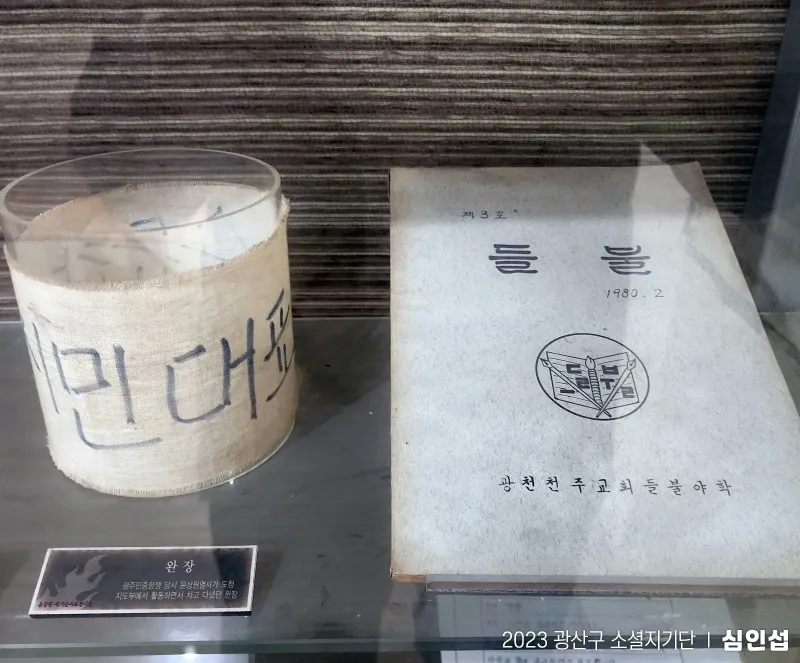 민대표
제3호
들불
1980. 2
들불
광천천주교회들불야학
완장
광주민중항쟁 당시 윤상원열사가 도청
지도부에서 활동하면서 차고 다녔던 완장
2023 광산구 소셜지기단 | 심인섭